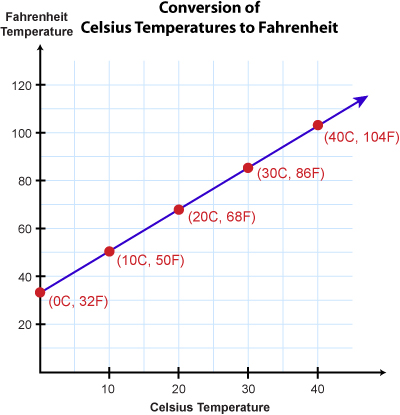 Conversion of
Celsius Temperatures to Fahrenheit
Fahrenheit
Temperature
120
100
80
60
40
20
(40C, 104F)
(30C, 86F)
(20C, 68F)
(10C, 50F)
(0C, 32F)
10
20
30
40
Celsius Temperature